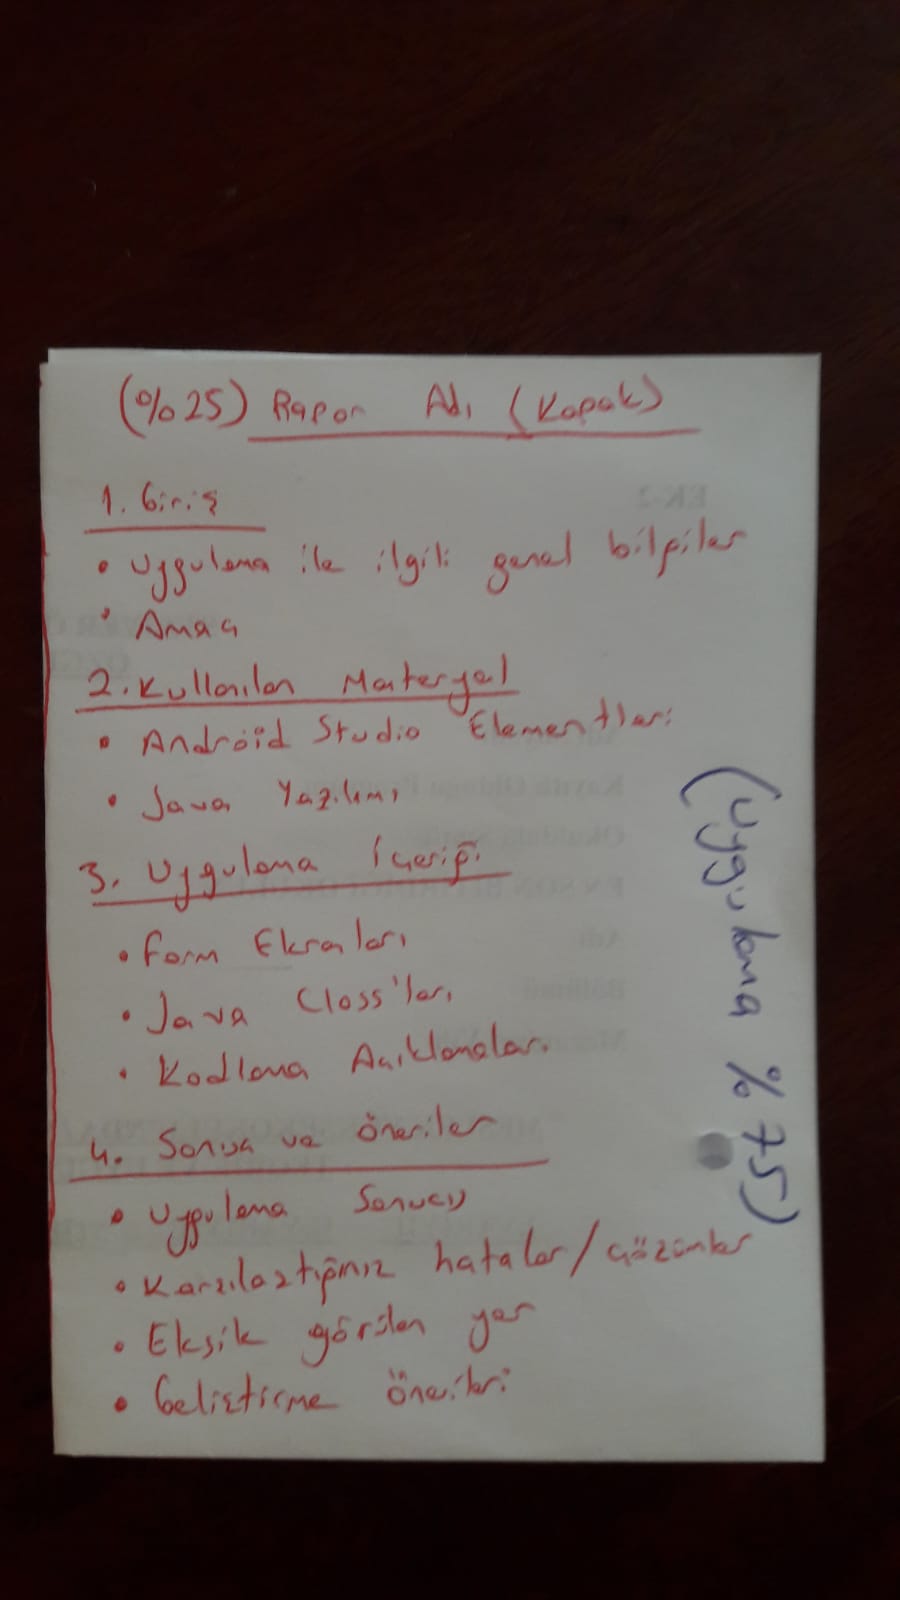 (%25) Rapor Adı (Kapak)
1. Giriş
• Uygulama ile ilgili genel bilgiler
• Amaç
2. Kullanılan Materyal
• Android Studio Elementleri
• Java Yazılımı
3. Uygulama İçeriği
• Form Ekranları
• Java Class'ları
• Kodlama Açıklamaları
4. Sonuç ve öneriler
• Uygulama Sonucu
• Karşılaştığınız hatalar / Çözümler
• Eksik görülen yer
• Geliştirme önerileri
(Uygulama %75)
EK-2